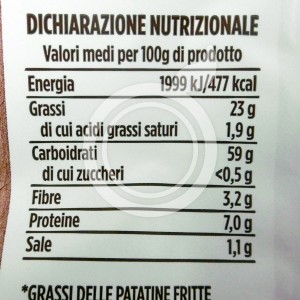 DICHIARAZIONE NUTRIZIONALE
Valori medi per 100g di prodotto
Energia 1999 kJ/477 kcal
Grassi 23 g
di cui acidi grassi saturi 1,9 g
Carboidrati 59 g
di cui zuccheri <0,5 g
Fibre 3,2 g
Proteine 7,0 g
Sale 1,1 g
*GRASSI DELLE PATATINE FRITTE